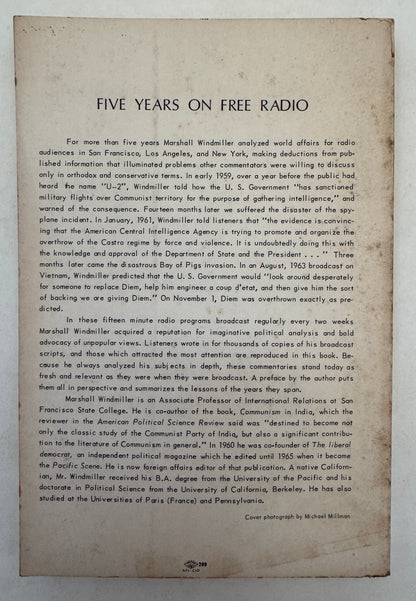 FIVE YEARS ON FREE RADIO
For more than five years Marshall Windmiller analyzed world affairs for radio
audiences in San Francisco, Los Angeles, and New York, making deductions from pub-
lished information that illuminated problems other commentators were willing to discuss
only in orthodox and conservative terms. In early 1959, over a year before the public had
heard the name "U-2", Windmiller told how the U. S. Government "has sanctioned
military flights over Communist territory for the purpose of gathering intelligence," and
warned of the consequence. Fourteen months later we suffered the disaster of the spy-
plane incident. In January, 1961, Windmiller told listeners that "the evidence is convinc-
ing that the American Central Intelligence Agency is trying to promote and organize the
overthrow of the Castro regime by force and violence. It is undoubtedly doing this with
the knowledge and approval of the Department of State and the President . . . " Three
months later came the disastrous Bay of Pigs invasion. In an August, 1963 broadcast on
Vietnam, Windmiller predicted that the U. S. Government would "look around desperately
for someone to replace Diem, help him engineer a coup d'etat, and then give him the sort
of backing we are giving Diem." On November 1, Diem was overthrown exactly as pre-
dicted.
In these fifteen minute radio programs broadcast regularly every two weeks
Marshall Windmiller acquired a reputation for imaginative political analysis and bold
advocacy of unpopular views. Listeners wrote in for thousands of copies of his broadcast
scripts, and those which attracted the most attention are reproduced in this book. Be-
cause he always analyzed his subjects in depth, these commentaries stand today as
fresh and relevant as they were when they were broadcast. A preface by the author puts
them all in perspective and summarizes the lessons of the years they span.
Marshall Windmiller is an Associate Professor of International Relations at San
Francisco State College. He is co-author of the book, Communism in India, which the
reviewer in the American Political Science Review said was "destined to become not
only the classic study of the Communist Party of India, but also a significant contribu-
tion to the literature of Communism in general." In 1960 he was co-founder of The liberal
democrat, an independent political magazine which he edited until 1965 when it became
the Pacific Scene. He is now foreign affairs editor of that publication. A native Californ-
ian, Mr. Windmiller received his B.A. degree from the University of the Pacific and his
doctorate in Political Science from the University of California, Berkeley. He has also
studied at the Universities of Paris (France) and Pennsylvania.
Cover photograph by Michael Millman